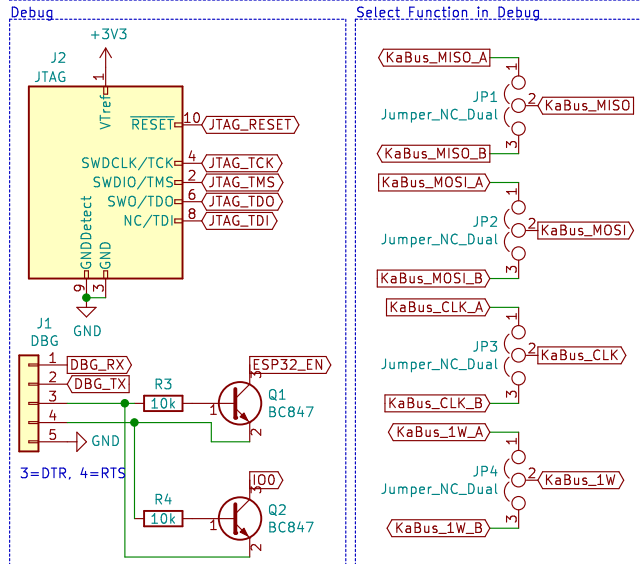 Debug
+3V3
J2
JTAG
1
VTref
RESET
10
JTAG_RESET
SWDCLK/TCK
4
JTAG_TCK
SWDIO/TMS
2
JTAG_TMS
SWO/TDO
6
JTAG_TDO
NC/TDI
8
JTAG_TDI
GNDDetect
GND
9
3
GND
J1
DBG
1
DBG_RX
2
DBG_TX
3
4
5
GND
3=DTR, 4=RTS
R3
10k
ESP32_EN
3
Q1
BC847
1
2
R4
10k
IO0
3
Q2
BC847
1
2
Select Function in Debug
KaBus_MISO_A
1
JP1
Jumper_NC_Dual
2
KaBus_MISO
3
KaBus_MISO_B
KaBus_MOSI_A
1
JP2
Jumper_NC_Dual
2
KaBus_MOSI
3
KaBus_MOSI_B
KaBus_CLK_A
1
JP3
Jumper_NC_Dual
2
KaBus_CLK
3
KaBus_CLK_B
KaBus_1W_A
1
JP4
Jumper_NC_Dual
2
KaBus_1W
3
KaBus_1W_B